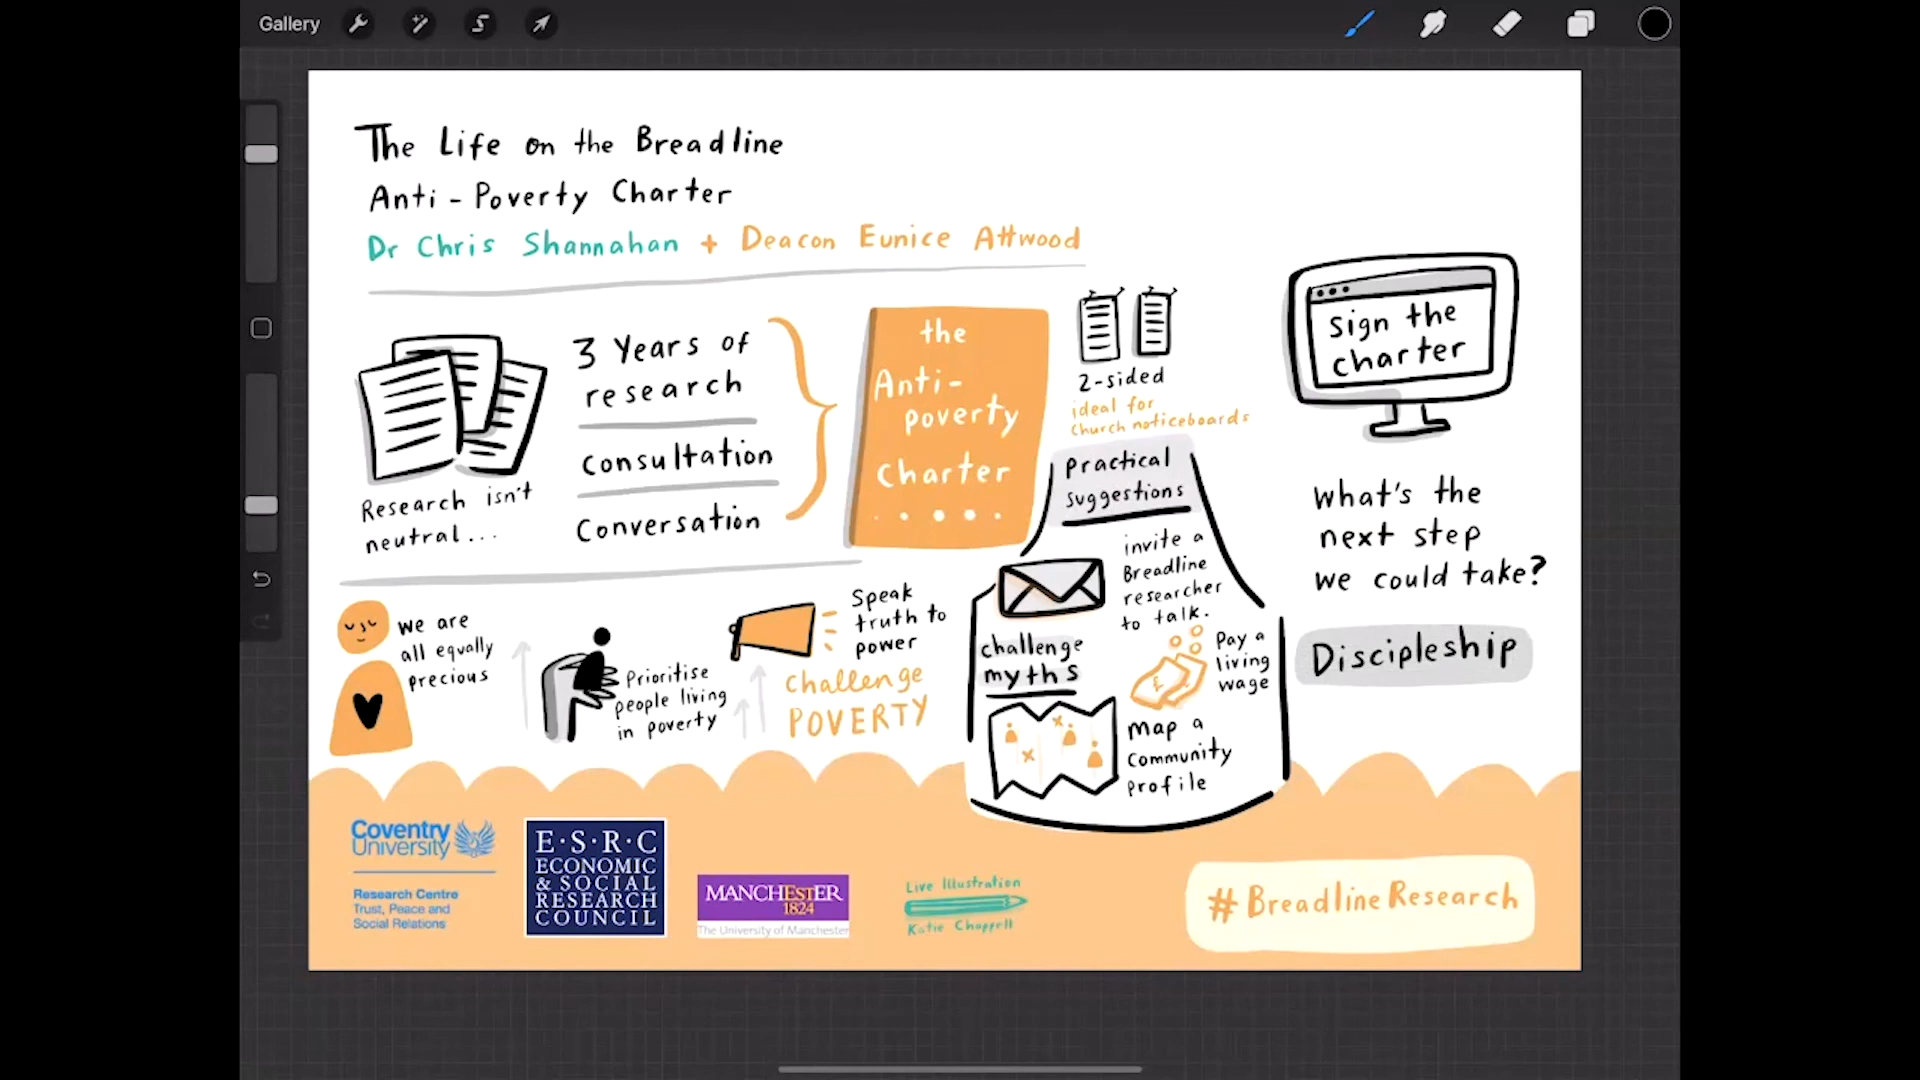 Gallery
The Life on the Breadline
Anti-Poverty Charter
Dr Chris Shannahan + Deacon Eunice Attwood
Research isn't
neutral...
3 Years of
research
Consultation
Conversation
the
Anti-
poverty
Charter
2-sided
ideal for
Church noticeboards
Sign the
charter
practical
suggestions
invite a
Breadline
researcher
to talk.
challenge
myths
Pay a
living
wage
£
map a
Community
profile
What's the
next step
we could take?
Discipleship
we are
all equally
precious
Prioritise
people living
in poverty
Speak
truth to
power
Challenge
POVERTY
Coventry
University
Research Centre
Trust, Peace and
Social Relations
E·S·R·C
ECONOMIC
& SOCIAL
RESEARCH
COUNCIL
MANCHESTER
1824
The University of Manchester
Live Illustration
Katie Chappell
#BreadlineResearch